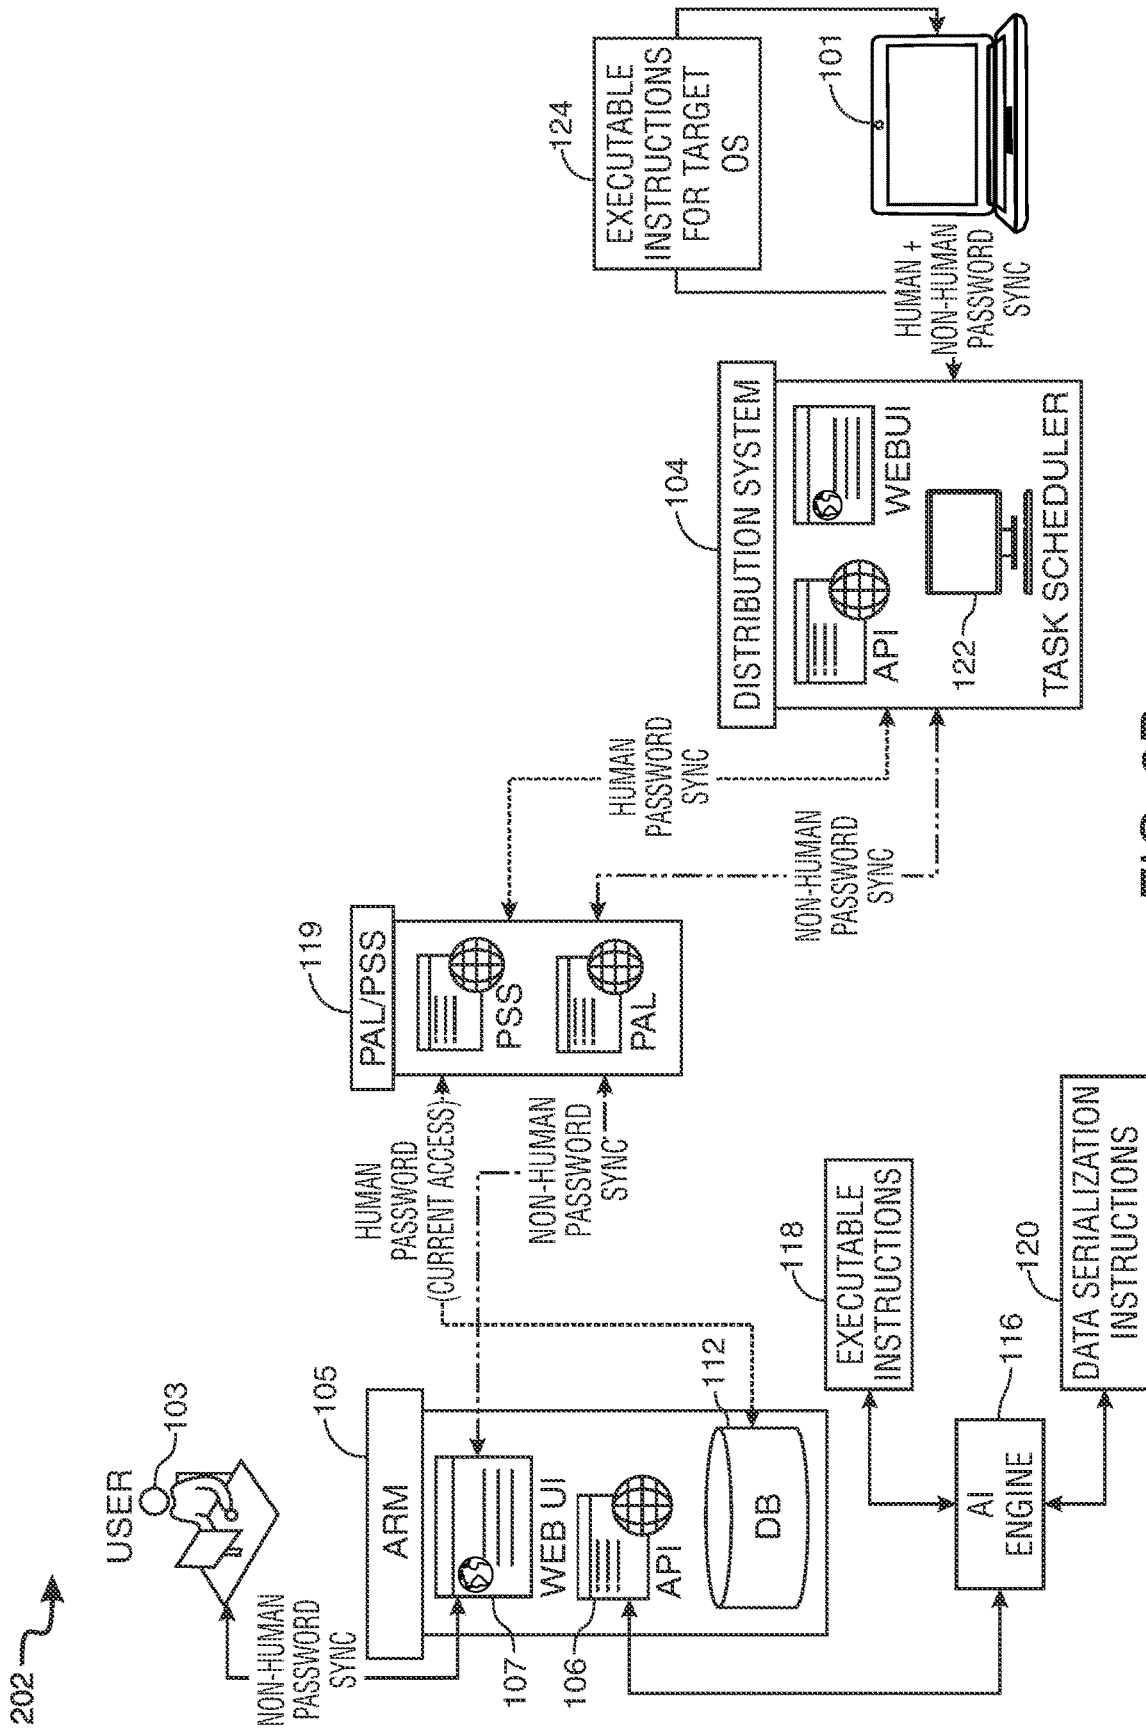 202
USER
103
NON-HUMAN
PASSWORD
SYNC
ARM
105
WEB UI
107
API
106
DB
112
AI
ENGINE
116
EXECUTABLE
INSTRUCTIONS
118
DATA SERIALIZATION
INSTRUCTIONS
120
HUMAN
PASSWORD
(CURRENT ACCESS)
NON-HUMAN
PASSWORD
SYNC
PAL/PSS
119
PSS
PAL
HUMAN
PASSWORD
SYNC
NON-HUMAN
PASSWORD
SYNC
DISTRIBUTION SYSTEM
104
API
WEBUI
122
TASK SCHEDULER
HUMAN +
NON-HUMAN
PASSWORD
SYNC
EXECUTABLE
INSTRUCTIONS
FOR TARGET
OS
124
101